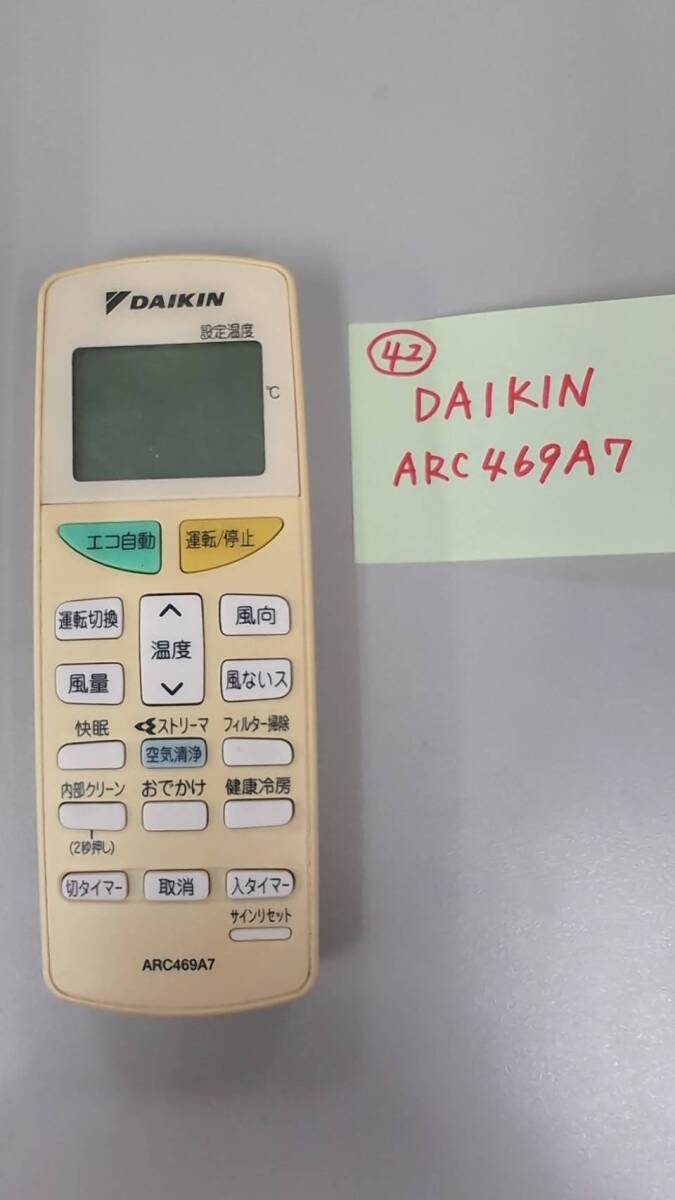 DAIKIN
設定温度
℃
エコ自動 運転/停止
運転切換 温度 風向
風量 風ないス
快眠 ストリーマ フィルター掃除
空気清浄
内部クリーン おでかけ 健康冷房
(2秒押し)
切タイマー 取消 入タイマー
サインリセット
ARC469A7
42
DAIKIN
ARC469A7